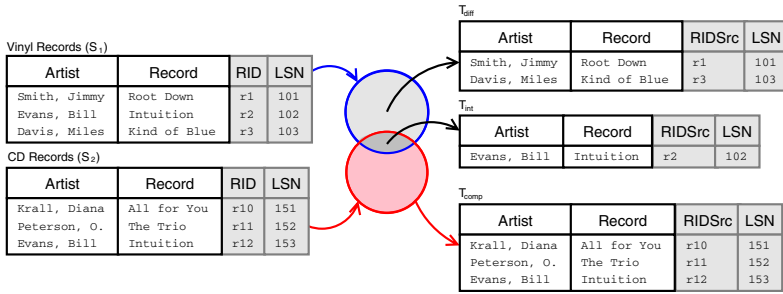 Vinyl Records (S1)
Artist Record RID LSN
Smith, Jimmy Root Down r1 101
Evans, Bill Intuition r2 102
Davis, Miles Kind of Blue r3 103
CD Records (S2)
Artist Record RID LSN
Krall, Diana All for You r10 151
Peterson, O. The Trio r11 152
Evans, Bill Intuition r12 153
Tdiff
Artist Record RIDSrc LSN
Smith, Jimmy Root Down r1 101
Davis, Miles Kind of Blue r3 103
Tint
Artist Record RIDSrc LSN
Evans, Bill Intuition r2 102
Tcomp
Artist Record RIDSrc LSN
Krall, Diana All for You r10 151
Peterson, O. The Trio r11 152
Evans, Bill Intuition r12 153